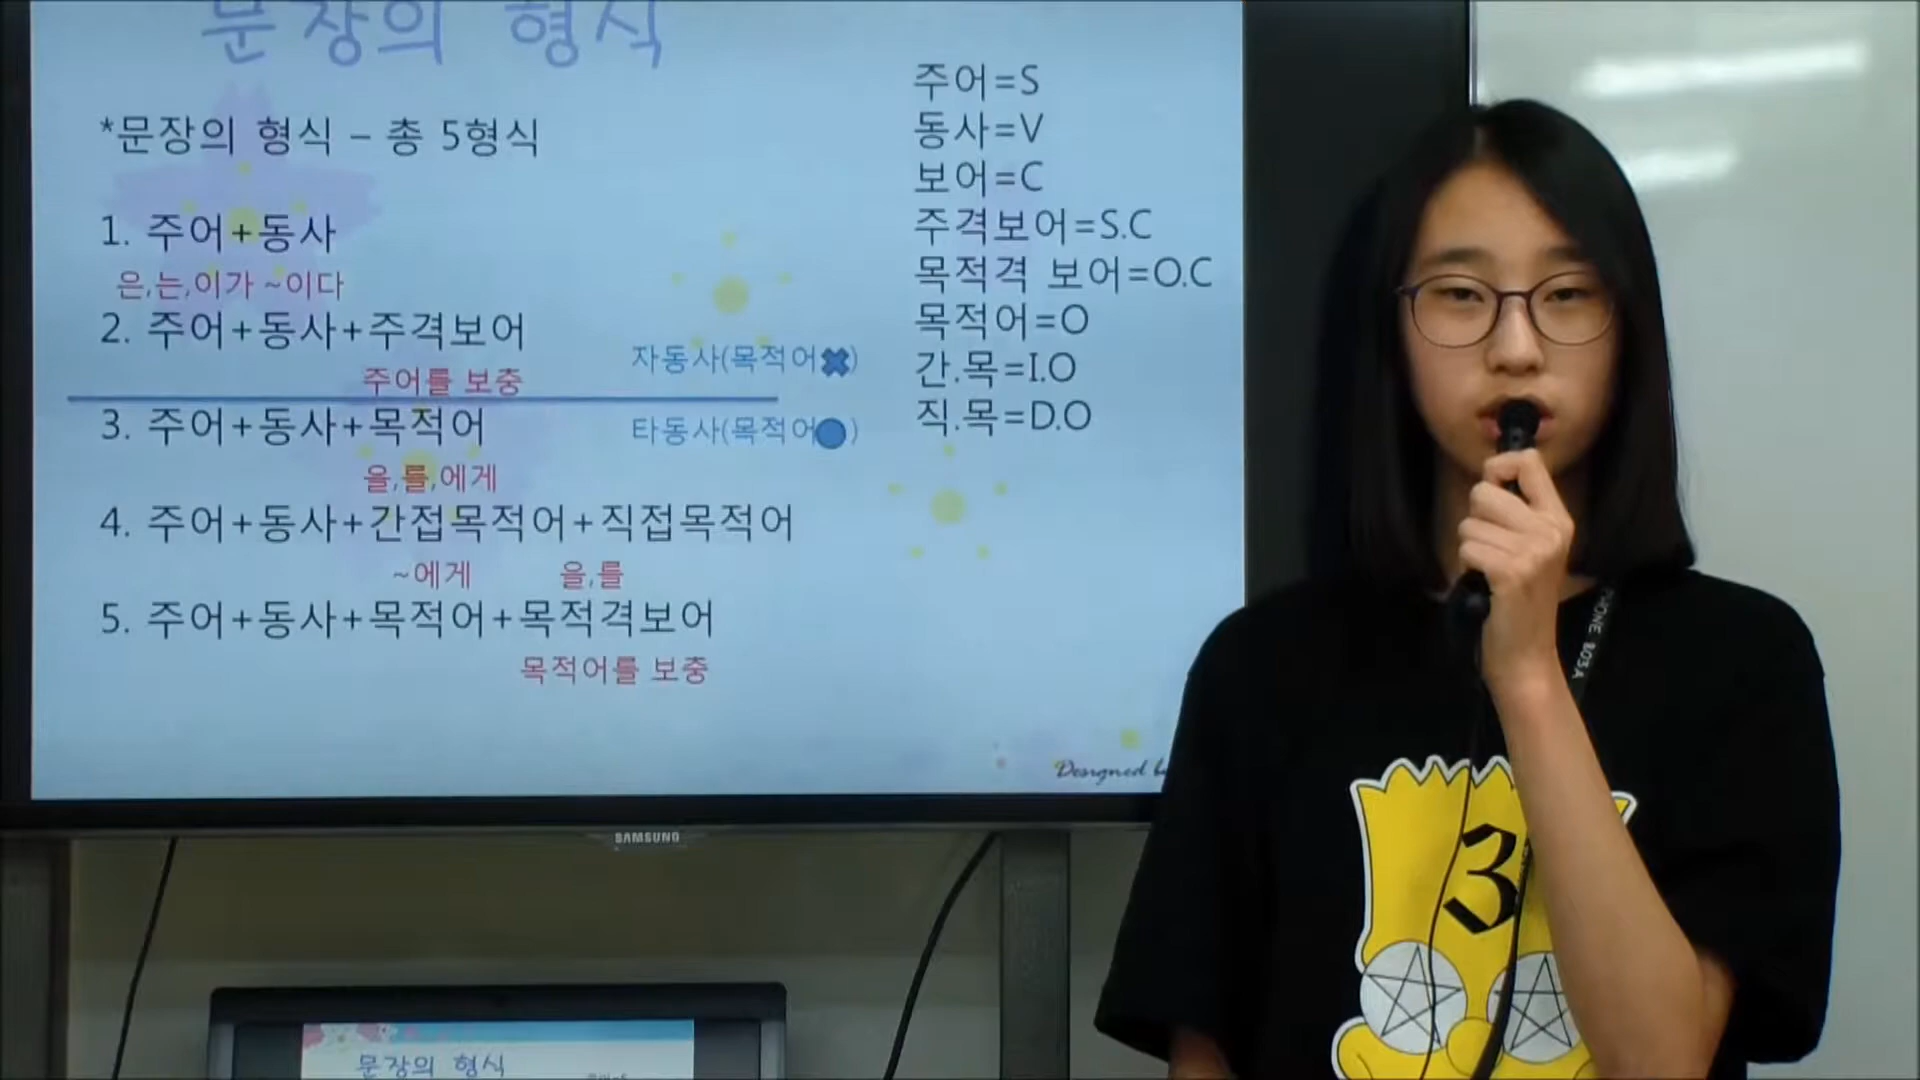 문장의 형식
*문장의 형식 – 총 5형식
1. 주어+동사
은,는,이가 ~이다
2. 주어+동사+주격보어
주어를 보충
자동사(목적어✖)
3. 주어+동사+목적어
타동사(목적어●)
을,를,에게
4. 주어+동사+간접목적어+직접목적어
~에게 을,를
5. 주어+동사+목적어+목적격보어
목적어를 보충
주어=S
동사=V
보어=C
주격보어=S.C
목적격 보어=O.C
목적어=O
간.목=I.O
직.목=D.O
Designed
SAMSUNG
문장의 형식
PHONE 803A
3